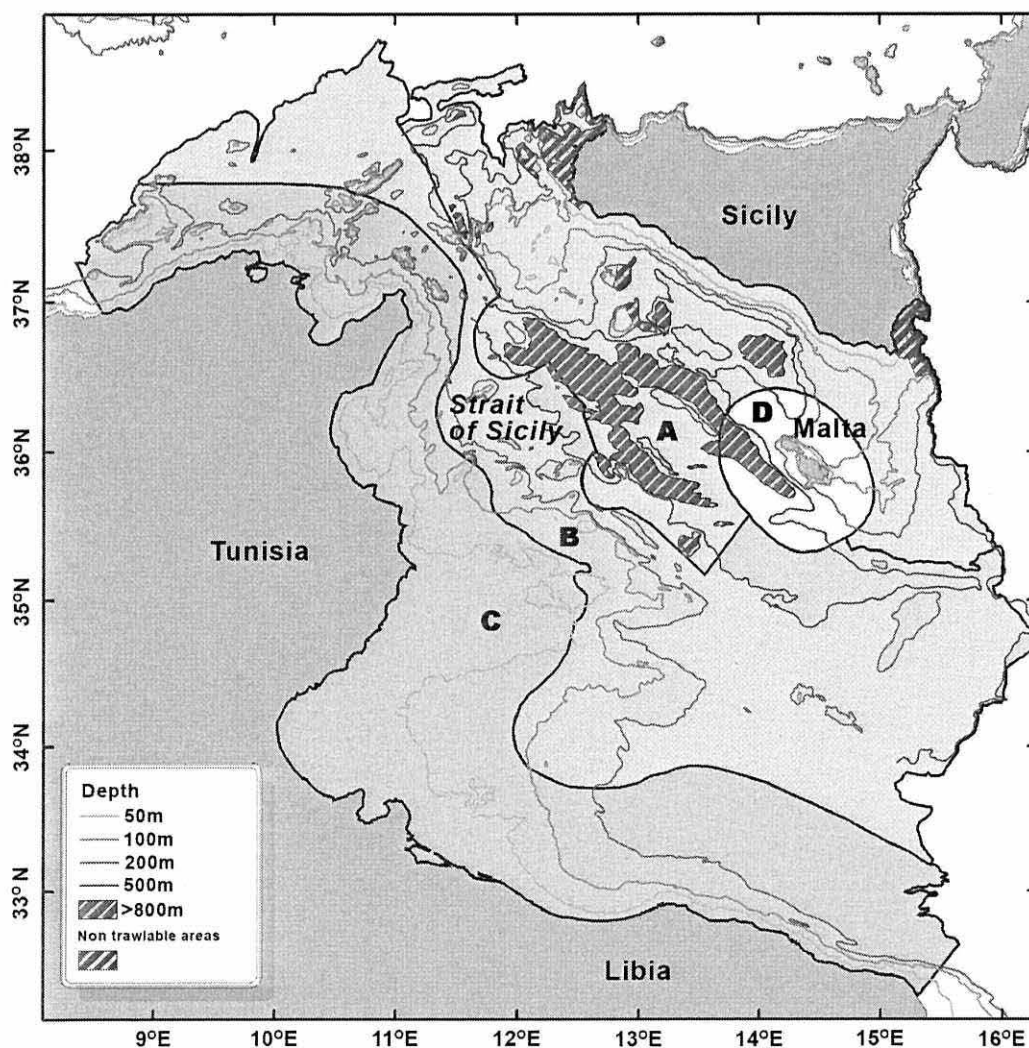 38°N
37°N
36°N
35°N
34°N
33°N
Sicily
Strait
of Sicily
A
D
Malta
B
Tunisia
C
Libia
Depth
50m
100m
200m
500m
>800m
Non trawlable areas
9°E
10°E
11°E
12°E
13°E
14°E
15°E
16°E